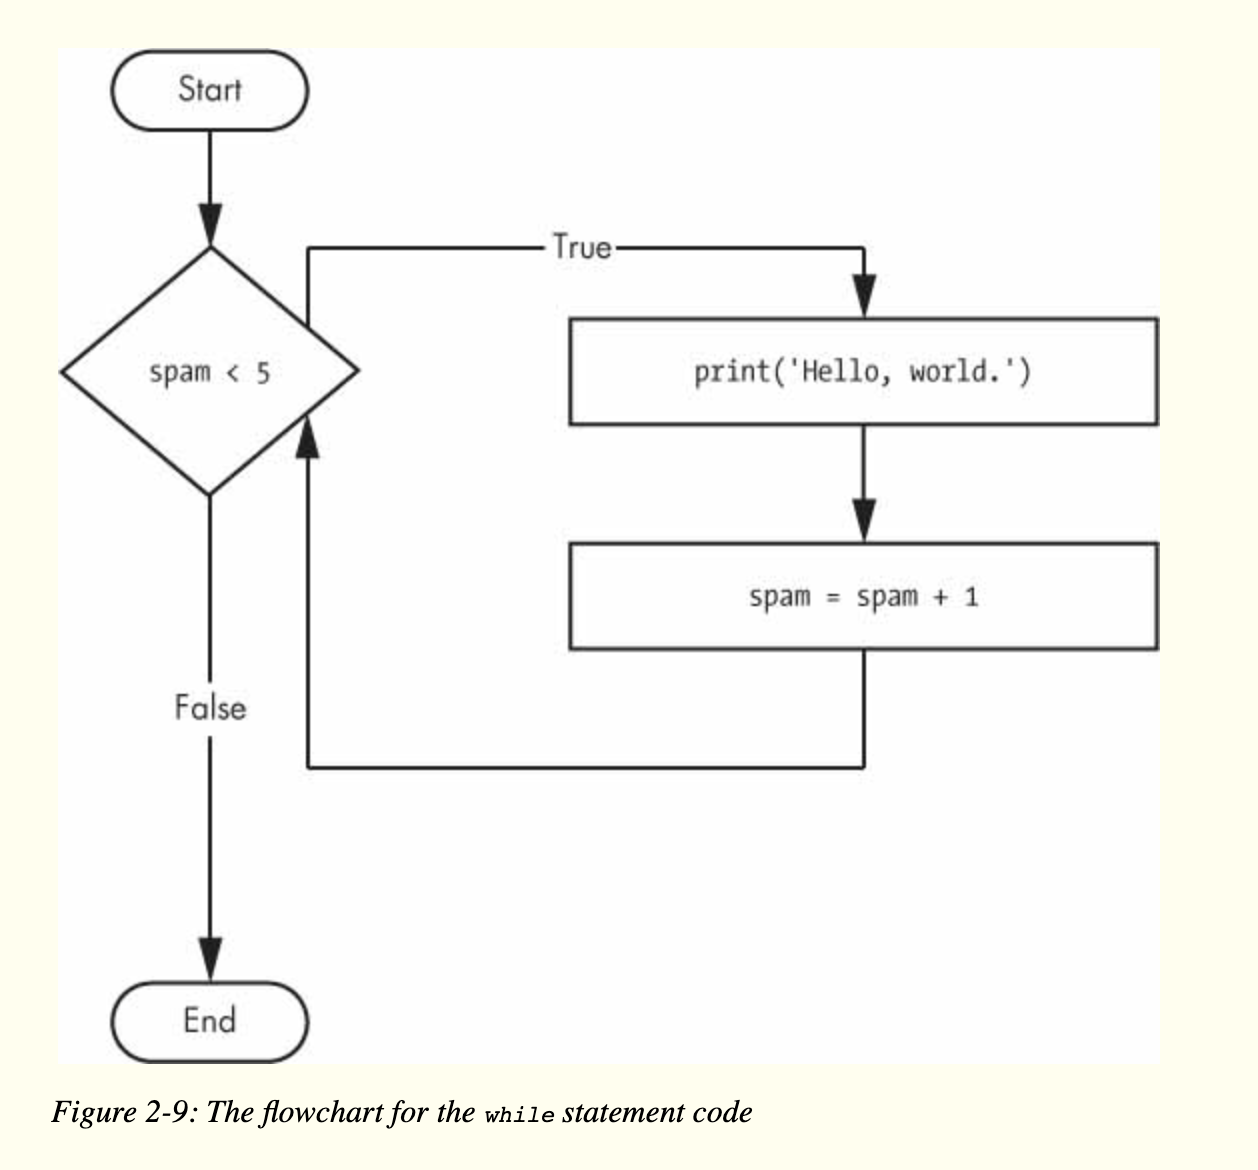 Start
True
spam < 5
print('Hello, world.')
spam = spam + 1
False
End
Figure 2-9: The flowchart for the while statement code